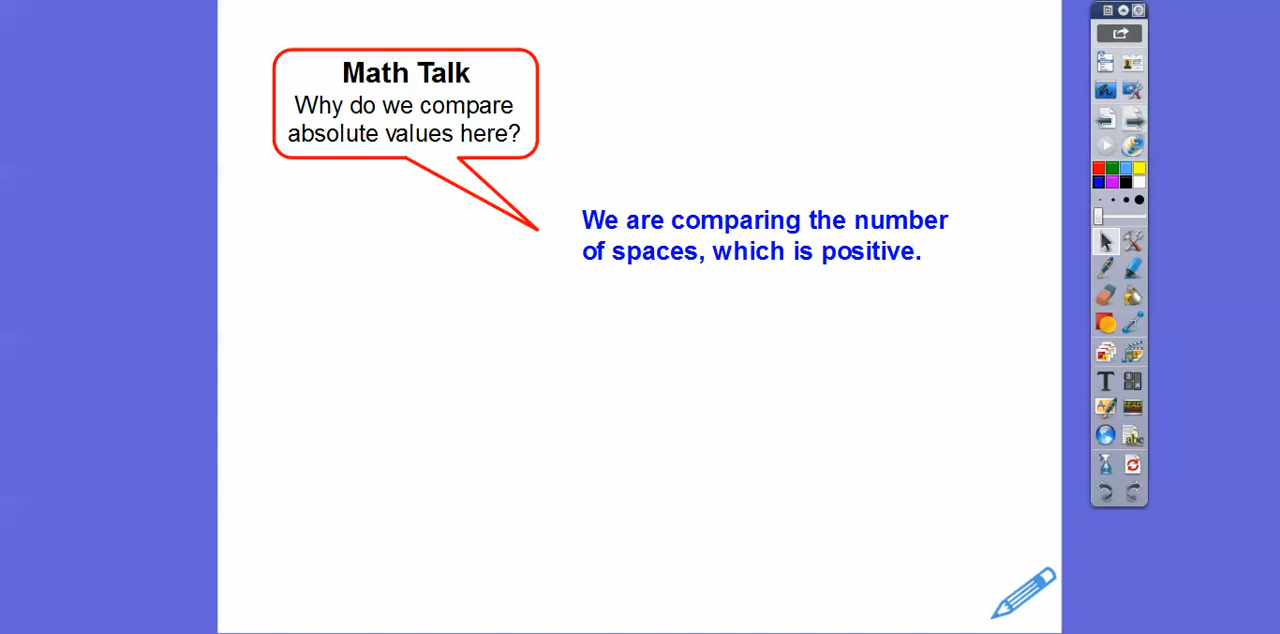 Math Talk
Why do we compare
absolute values here?
We are comparing the number
of spaces, which is positive.